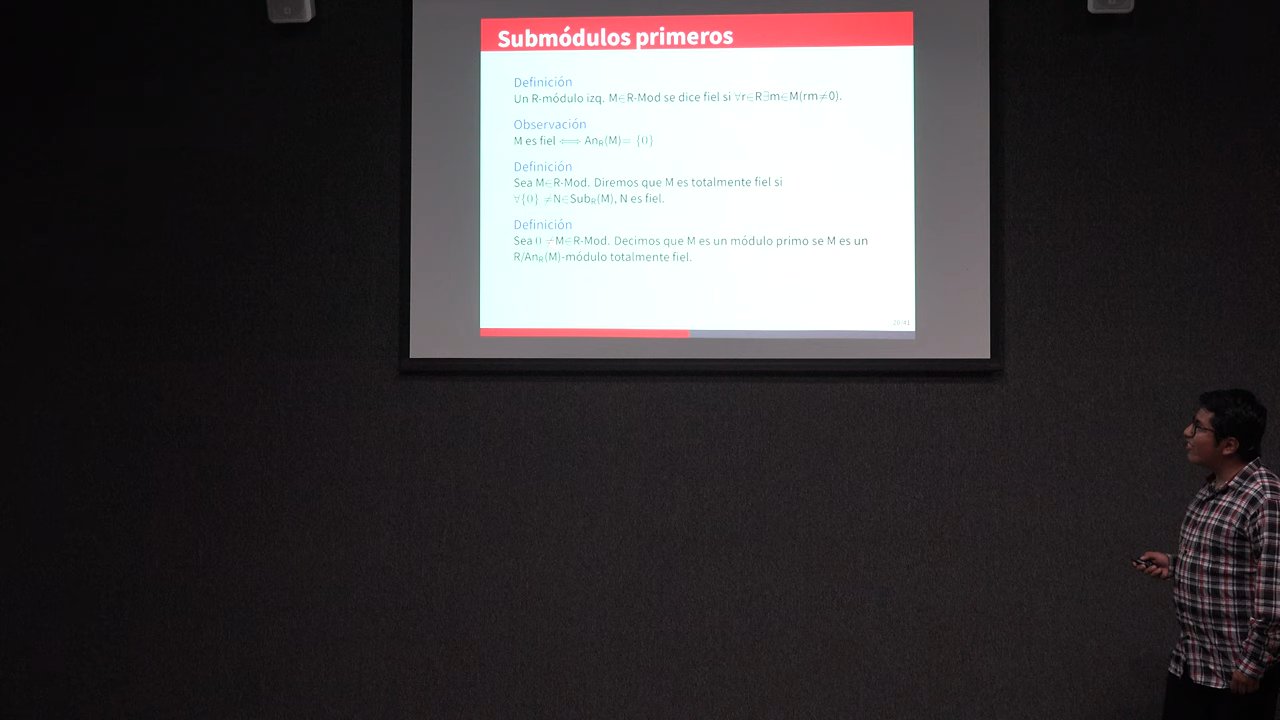 Submódulos primeros
Definición
Un R-módulo izq. M∈R-Mod se dice fiel si ∀r∈R∃m∈M(rm≠0).
Observación
M es fiel ⟺ An_R(M)= {0}
Definición
Sea M∈R-Mod. Diremos que M es totalmente fiel si
∀{0} ≠N∈Sub_R(M), N es fiel.
Definición
Sea 0 ≠M∈R-Mod. Decimos que M es un módulo primo se M es un
R/An_R(M)-módulo totalmente fiel.
20/41